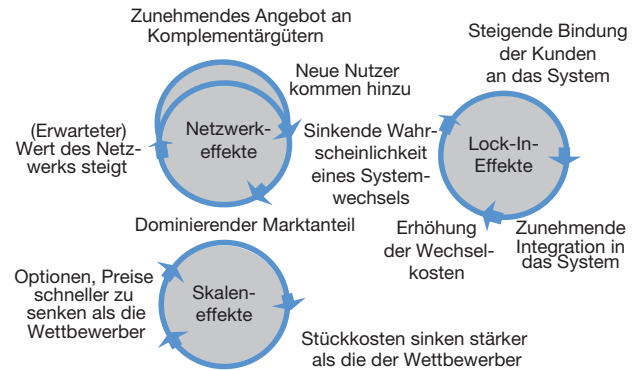 Zunehmendes Angebot an
Komplementärgütern
Neue Nutzer
kommen hinzu
(Erwarteter)
Wert des Netz-
werks steigt
Netzwerk-
effekte
Steigende Bindung
der Kunden
an das System
Sinkende Wahr-
scheinlichkeit
eines System-
wechsels
Lock-In-
Effekte
Erhöhung
der Wechsel-
kosten
Zunehmende
Integration in
das System
Dominierender Marktanteil
Optionen, Preise
schneller zu
senken als die
Wettbewerber
Skalen-
effekte
Stückkosten sinken stärker
als die der Wettbewerber